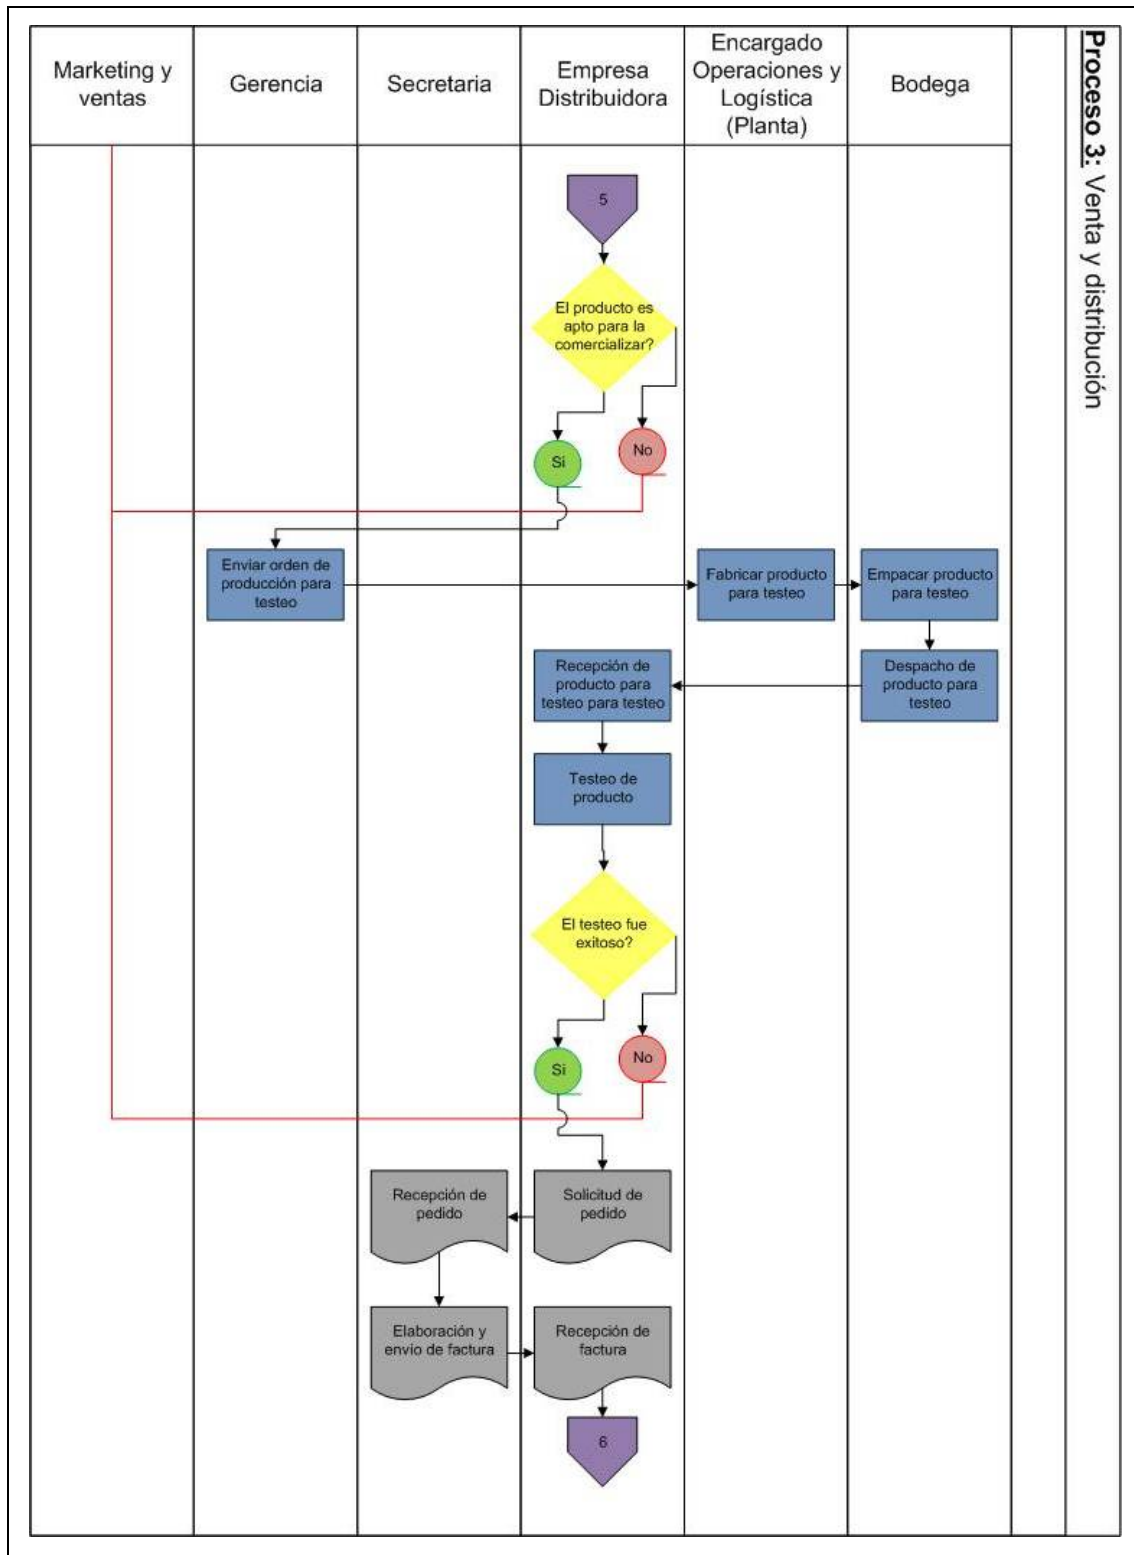 Proceso 3: Venta y distribución
Marketing y
ventas
Gerencia
Secretaria
Empresa
Distribuidora
Encargado
Operaciones y
Logística
(Planta)
Bodega
5
El producto es
apto para la
comercializar?
Si
No
Enviar orden de
producción para
testeo
Fabricar producto
para testeo
Empacar producto
para testeo
Recepción de
producto para
testeo para testeo
Despacho de
producto para
testeo
Testeo de
producto
El testeo fue
exitoso?
Si
No
Recepción de
pedido
Solicitud de
pedido
Elaboración y
envio de factura
Recepción de
factura
6